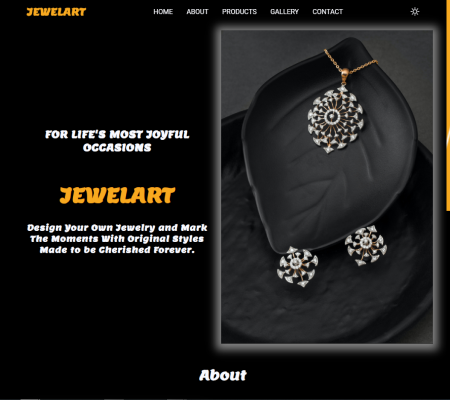 JEWELART
HOME ABOUT PRODUCTS GALLERY CONTACT
FOR LIFE'S MOST JOYFUL
OCCASIONS
JEWELART
Design Your Own Jewelry and Mark
The Moments With Original Styles
Made to be Cherished Forever.
About